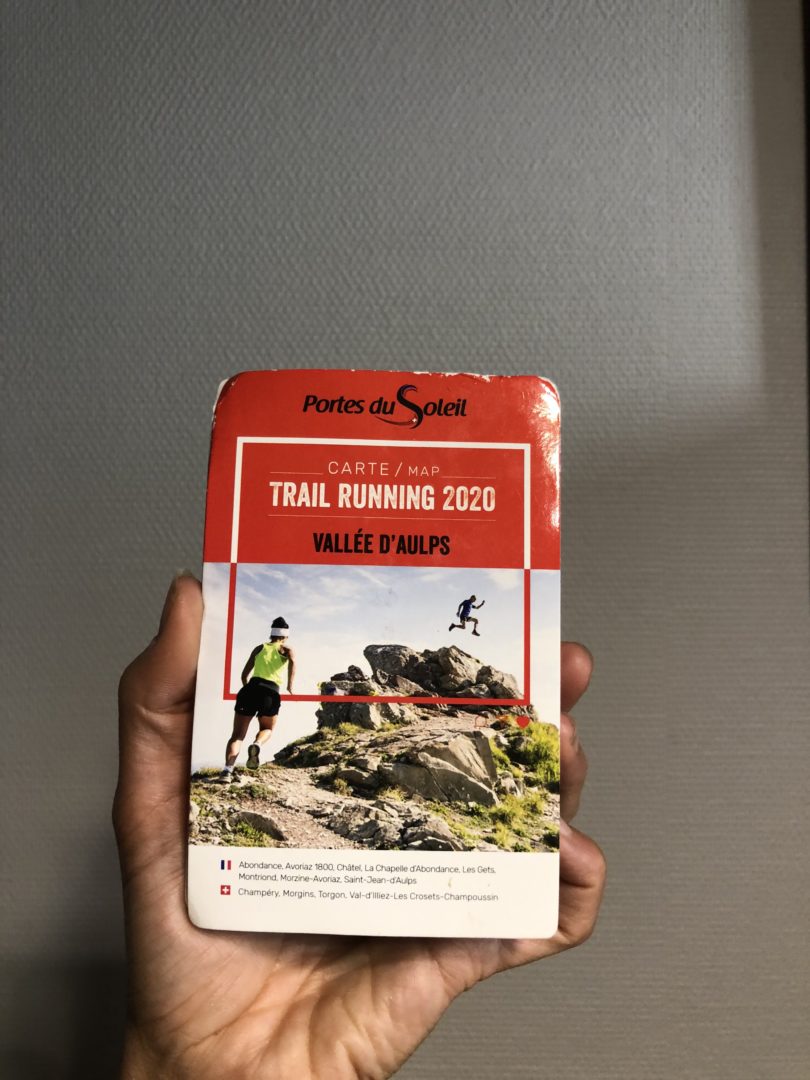 Portes du Soleil
CARTE / MAP
TRAIL RUNNING 2020
VALLÉE D'AULPS
Abondance, Avoriaz 1800, Châtel, La Chapelle d'Abondance, Les Gets,
Montriond, Morzine-Avoriaz, Saint-Jean-d'Aulps
Champéry, Morgins, Torgon, Val-d'Illiez-Les Crosets-Champoussin